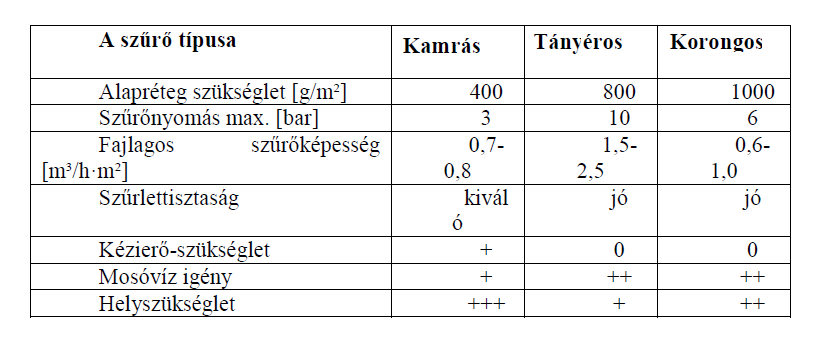 A szűrő típusa Kamrás Tányéros Korongos
Alapréteg szükséglet [g/m²] 400 800 1000
Szűrőnyomás max. [bar] 3 10 6
Fajlagos szűrőképesség 0,7- 1,5- 0,6-
[m³/h·m²] 0,8 2,5 1,0
Szűrlettisztaság kivál jó jó
ó
Kézierő-szükséglet + 0 0
Mosóvíz igény + ++ ++
Helyszükséglet +++ + ++